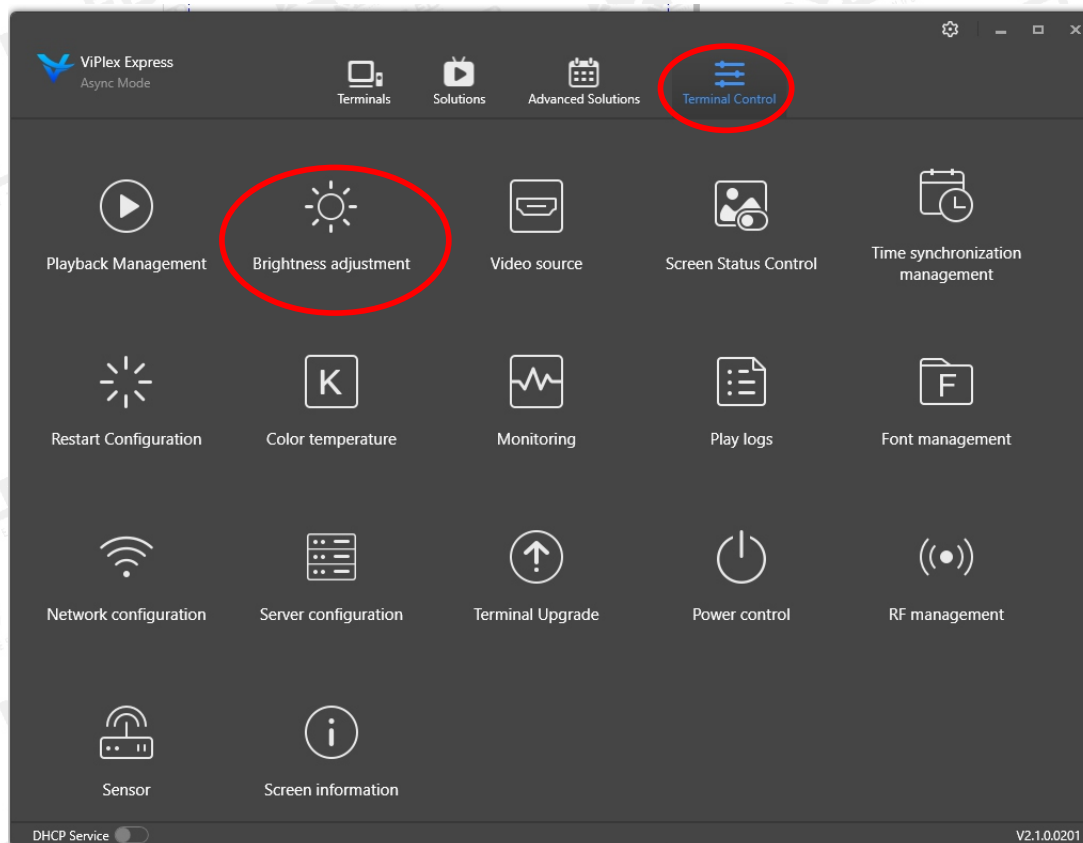 ViPlex Express
Async Mode
Terminals
Solutions
Advanced Solutions
Terminal Control
Playback Management
Brightness adjustment
Video source
Screen Status Control
Time synchronization
management
Restart Configuration
K
Color temperature
Monitoring
Play logs
F
Font management
Network configuration
Server configuration
Terminal Upgrade
Power control
RF management
Sensor
Screen information
DHCP Service
V2.1.0.0201